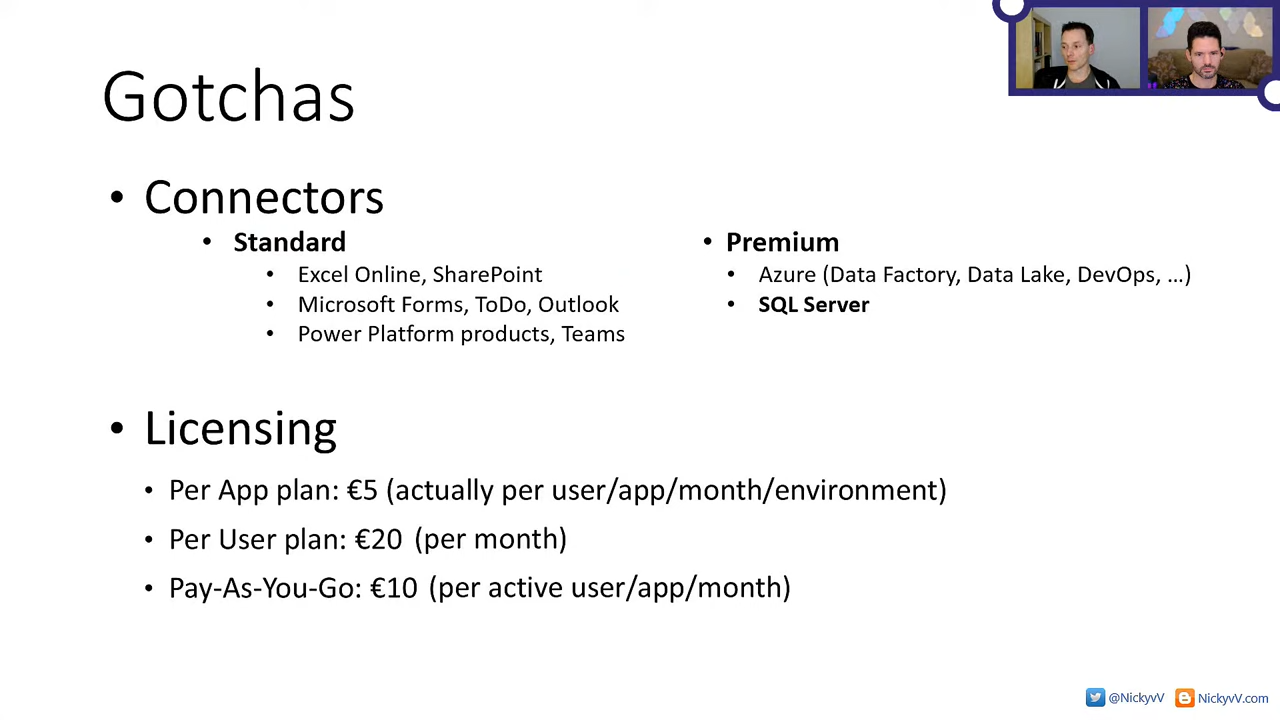 Gotchas
• Connectors
• Standard
• Excel Online, SharePoint
• Microsoft Forms, ToDo, Outlook
• Power Platform products, Teams
• Premium
• Azure (Data Factory, Data Lake, DevOps, ...)
• SQL Server
• Licensing
• Per App plan: €5 (actually per user/app/month/environment)
• Per User plan: €20 (per month)
• Pay-As-You-Go: €10 (per active user/app/month)
@NickyvV NickyvV.com